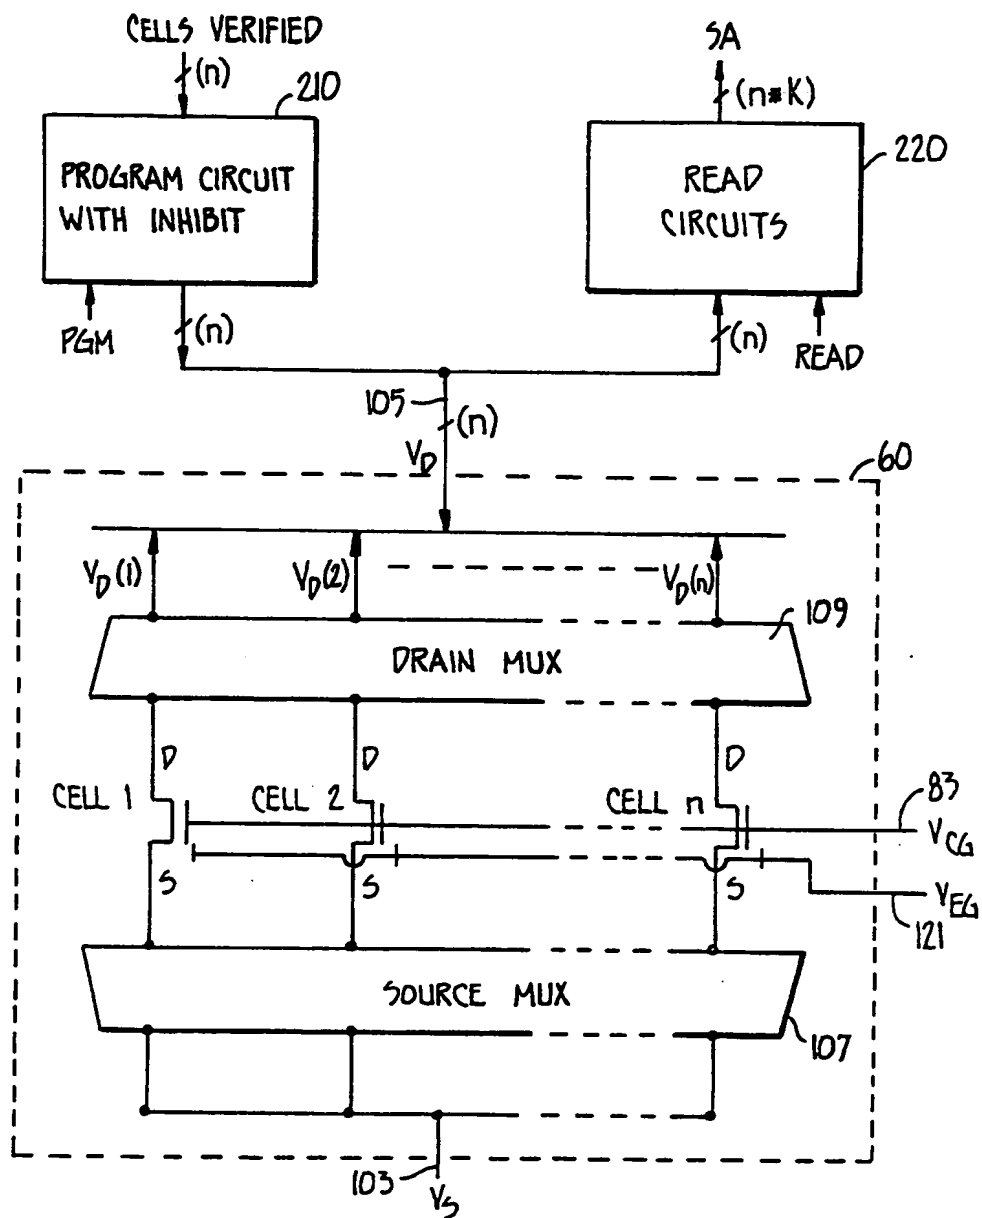 CELLS VERIFIED
(n)
210
PROGRAM CIRCUIT
WITH INHIBIT
PGM
(n)
SA
(n*K)
220
READ
CIRCUITS
(n)
READ
105
(n)
VD
60
VD(1)
VD(2)
VD(n)
109
DRAIN MUX
D
D
D
CELL 1
CELL 2
CELL n
83
VCG
S
S
S
VEG
121
SOURCE MUX
107
103
VS